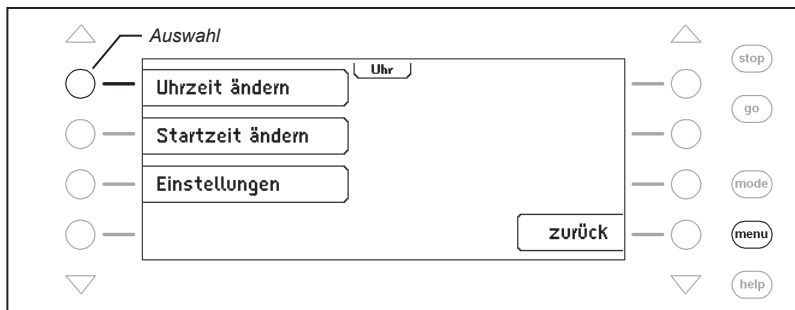 Auswahl
Uhr
stop
Uhrzeit ändern
go
Startzeit ändern
Einstellungen
mode
zurück
menu
help